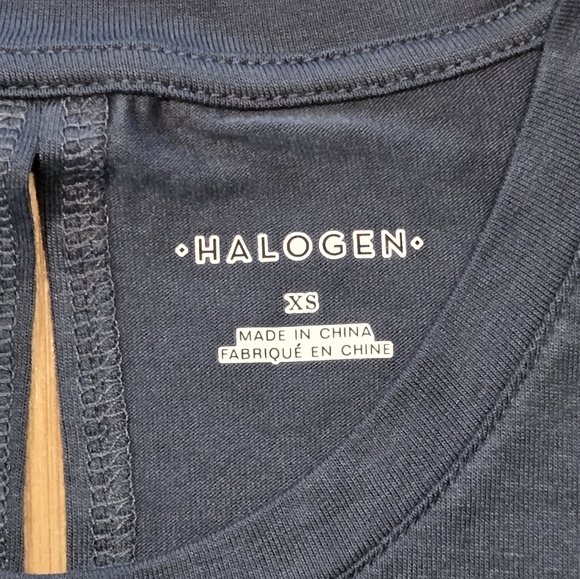 HALOGEN
XS
MADE IN CHINA
FABRIQUÉ EN CHINE